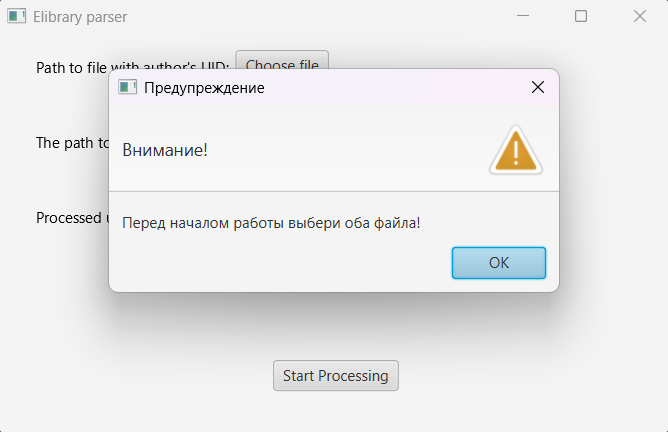 Elibrary parser
Path to file with author's UID:
Choose file
Предупреждение
Внимание!
The path to
Processed
Перед началом работы выбери оба файла!
OK
Start Processing